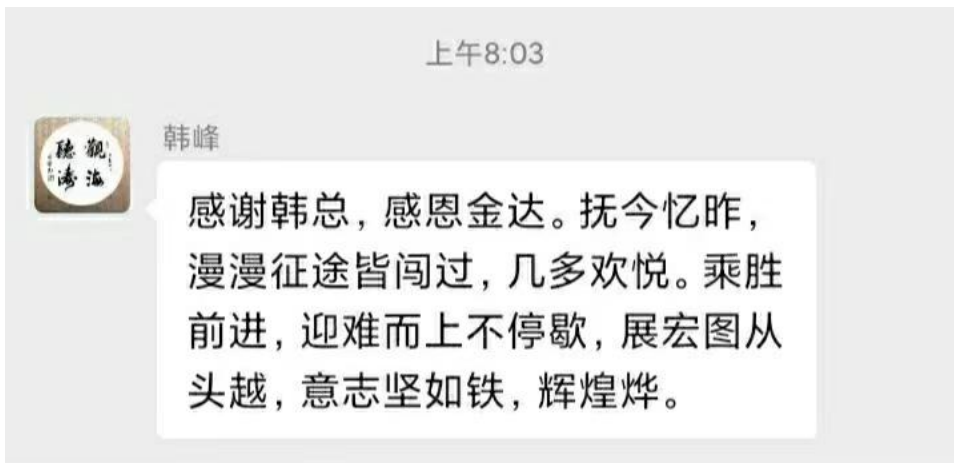 上午8:03
韩峰
觀海
聽濤
感谢韩总，感恩金达。抚今忆昨，
漫漫征途皆闯过，几多欢悦。乘胜
前进，迎难而上不停歇，展宏图从
头越，意志坚如铁，辉煌烨。